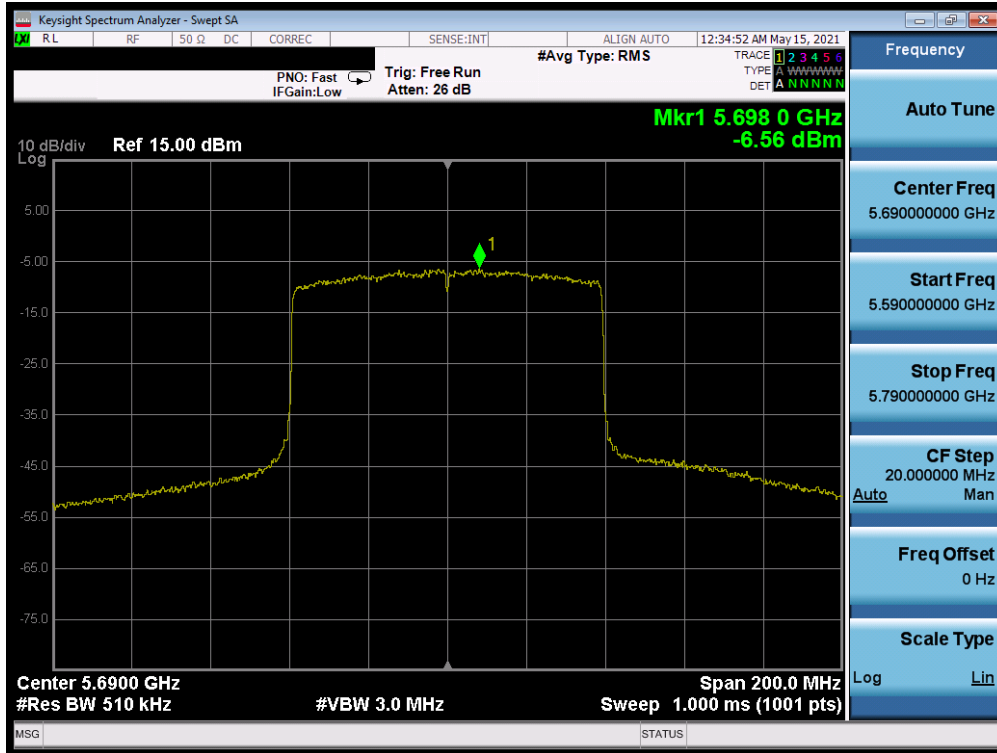 Keysight Spectrum Analyzer - Swept SA
LXI RL RF 50 Ω DC CORREC SENSE:INT ALIGN AUTO 12:34:52 AM May 15, 2021
#Avg Type: RMS
PNO: Fast
IFGain:Low
Trig: Free Run
Atten: 26 dB
TRACE 1 2 3 4 5 6
TYPE A WWWWW
DET A N N N N N
Mkr1 5.698 0 GHz
-6.56 dBm
10 dB/div Ref 15.00 dBm
Log
1
5.00
-5.00
-15.0
-25.0
-35.0
-45.0
-55.0
-65.0
-75.0
Center 5.6900 GHz Span 200.0 MHz
#Res BW 510 kHz #VBW 3.0 MHz Sweep 1.000 ms (1001 pts)
MSG STATUS
Frequency
Auto Tune
Center Freq
5.690000000 GHz
Start Freq
5.590000000 GHz
Stop Freq
5.790000000 GHz
CF Step
20.000000 MHz
Auto Man
Freq Offset
0 Hz
Scale Type
Log Lin